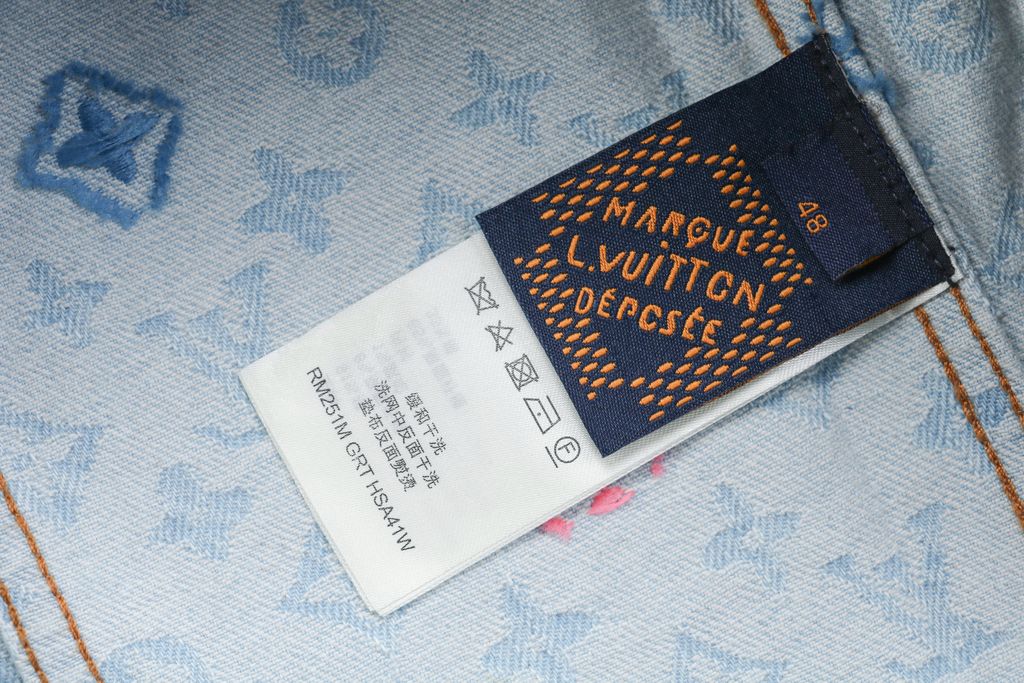 MARQUE
L.VUITTON
DÉPOSÉE
48
缓和干洗
洗网中反面干洗
垫布反面熨烫
RM251M GRT HSA41W
F